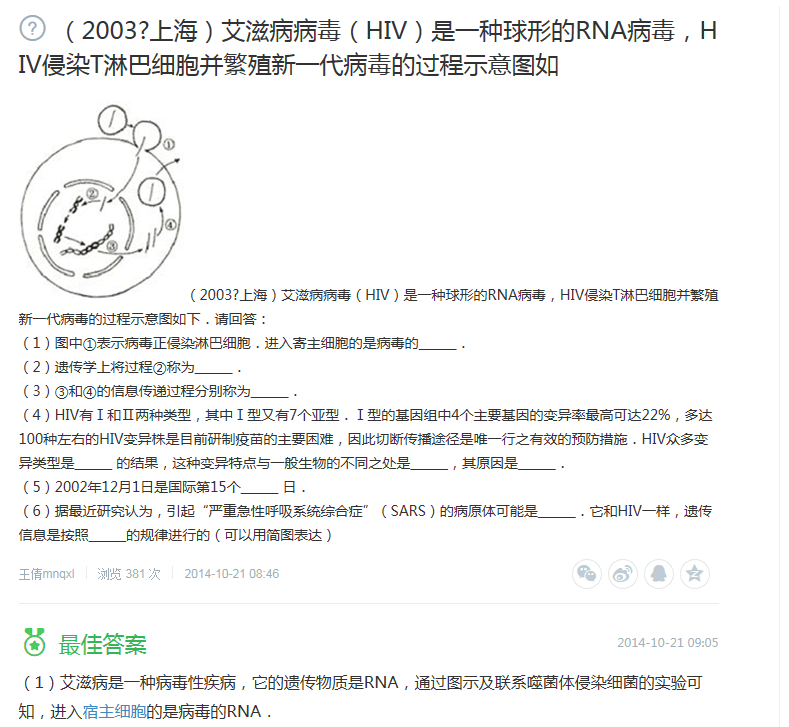 （2003?上海）艾滋病病毒（HIV）是一种球形的RNA病毒，H
IV侵染T淋巴细胞并繁殖新一代病毒的过程示意图如
①
②
③
④
（2003?上海）艾滋病病毒（HIV）是一种球形的RNA病毒，HIV侵染T淋巴细胞并繁殖
新一代病毒的过程示意图如下．请回答：
（1）图中①表示病毒正侵染淋巴细胞．进入寄主细胞的是病毒的______．
（2）遗传学上将过程②称为______．
（3）③和④的信息传递过程分别称为______．
（4）HIV有Ⅰ和Ⅱ两种类型，其中Ⅰ型又有7个亚型．Ⅰ型的基因组中4个主要基因的变异率最高可达22%，多达
100种左右的HIV变异株是目前研制疫苗的主要困难，因此切断传播途径是唯一行之有效的预防措施．HIV众多变
异类型是______ 的结果，这种变异特点与一般生物的不同之处是______，其原因是______．
（5）2002年12月1日是国际第15个______ 日．
（6）据最近研究认为，引起“严重急性呼吸系统综合症”（SARS）的病原体可能是______．它和HIV一样，遗传
信息是按照______的规律进行的（可以用简图表达）
王倩mnqxl 浏览 381 次 2014-10-21 08:46
最佳答案 2014-10-21 09:05
（1）艾滋病是一种病毒性疾病，它的遗传物质是RNA，通过图示及联系噬菌体侵染细菌的实验可
知，进入宿主细胞的是病毒的RNA．